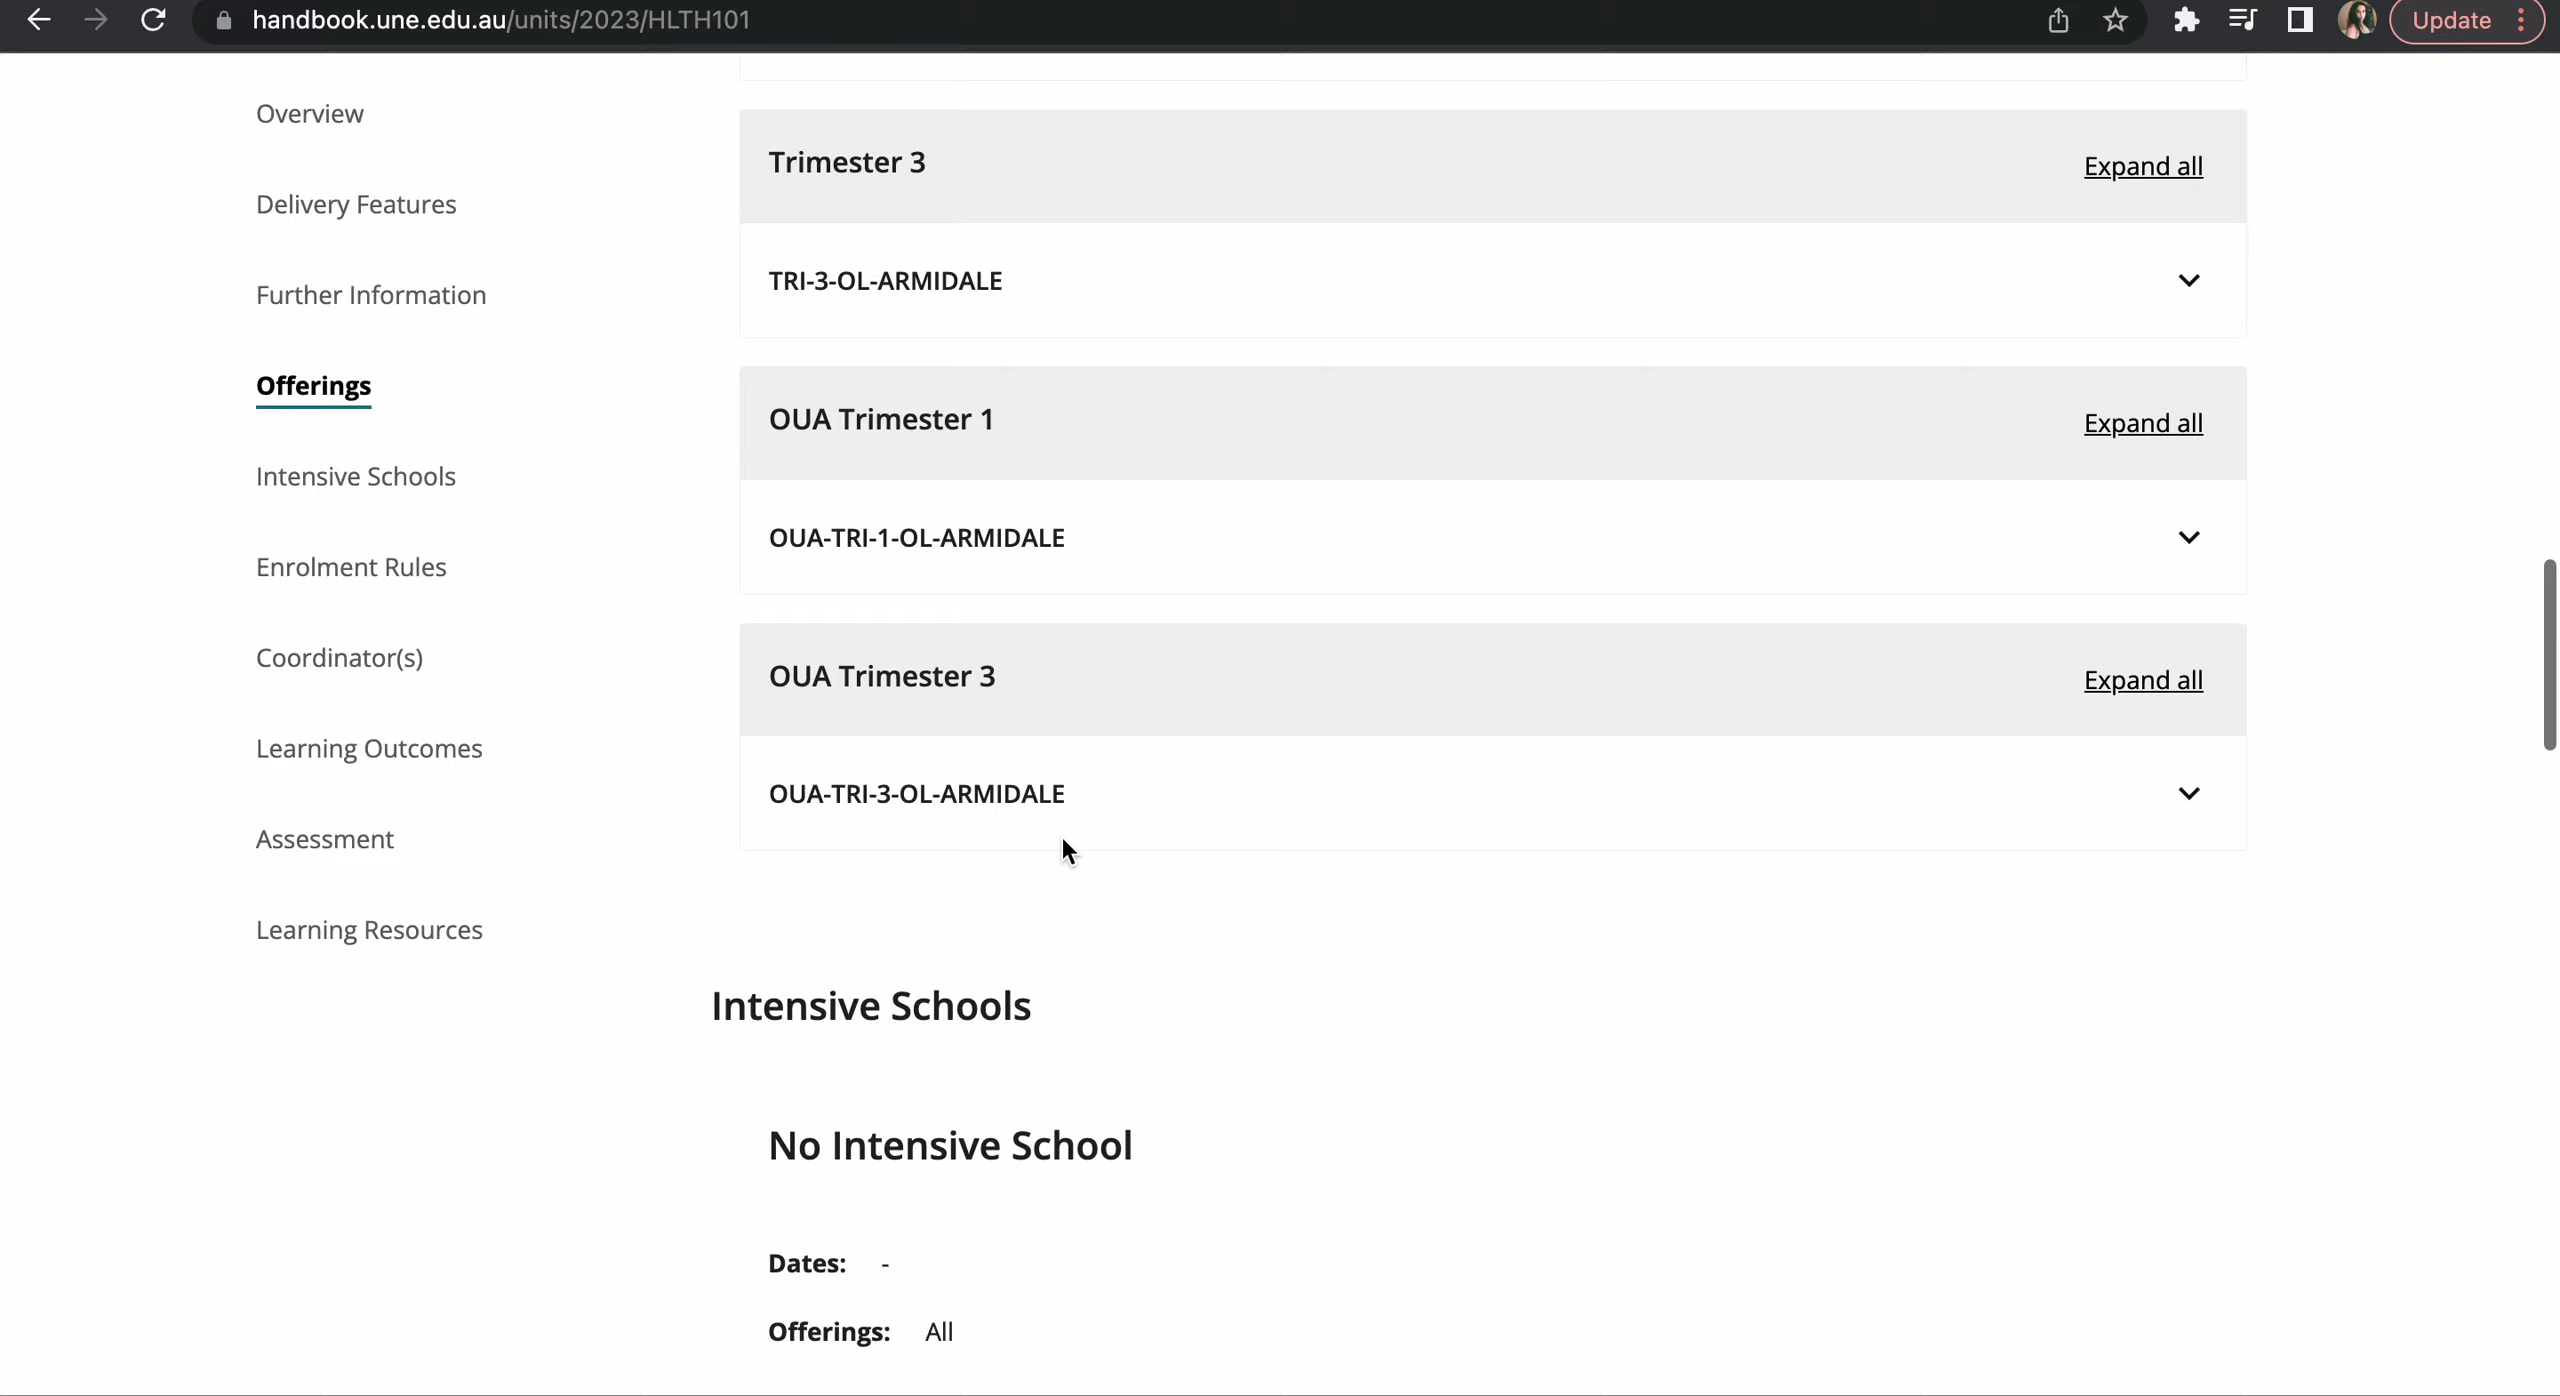 handbook.une.edu.au/units/2023/HLTH101
Update
Overview
Delivery Features
Further Information
Offerings
Intensive Schools
Enrolment Rules
Coordinator(s)
Learning Outcomes
Assessment
Learning Resources
Trimester 3
Expand all
TRI-3-OL-ARMIDALE
OUA Trimester 1
Expand all
OUA-TRI-1-OL-ARMIDALE
OUA Trimester 3
Expand all
OUA-TRI-3-OL-ARMIDALE
Intensive Schools
No Intensive School
Dates: -
Offerings: All